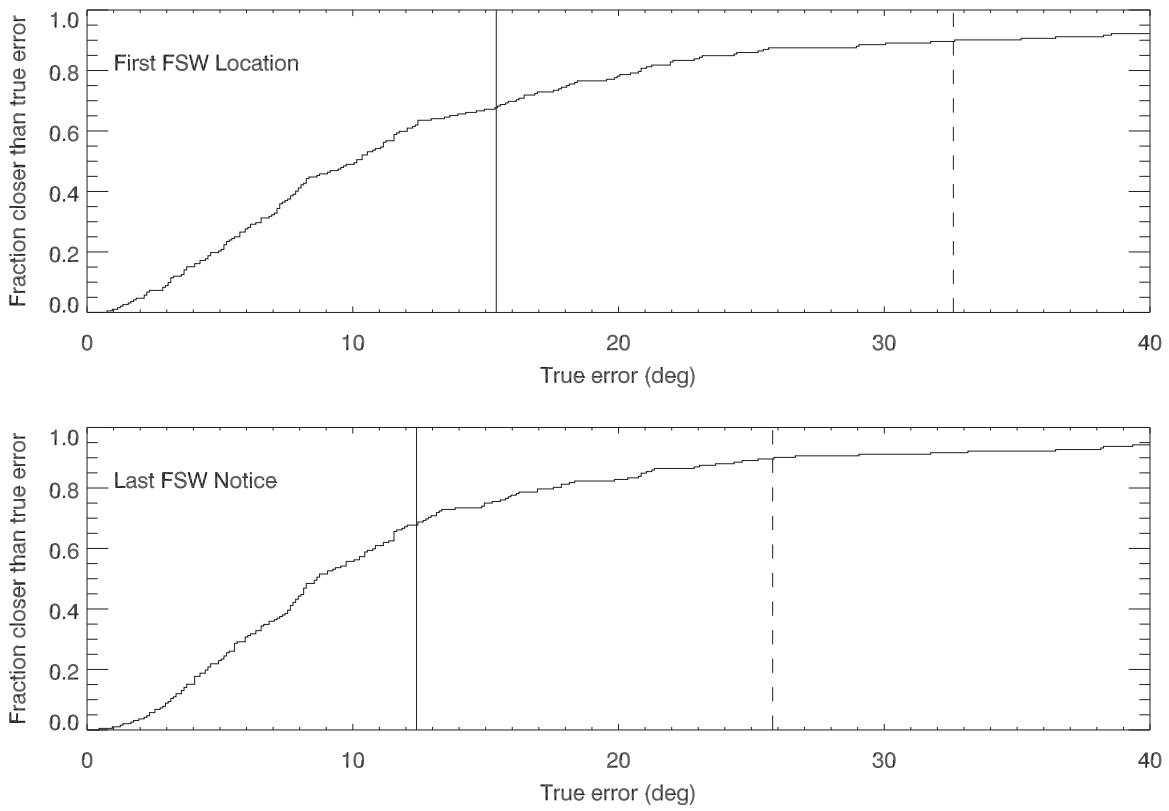 Fraction closer than true error
1.0
0.8
0.6
0.4
0.2
0.0
First FSW Location
0 10 20 30 40
True error (deg)
Fraction closer than true error
1.0
0.8
0.6
0.4
0.2
0.0
Last FSW Notice
0 10 20 30 40
True error (deg)